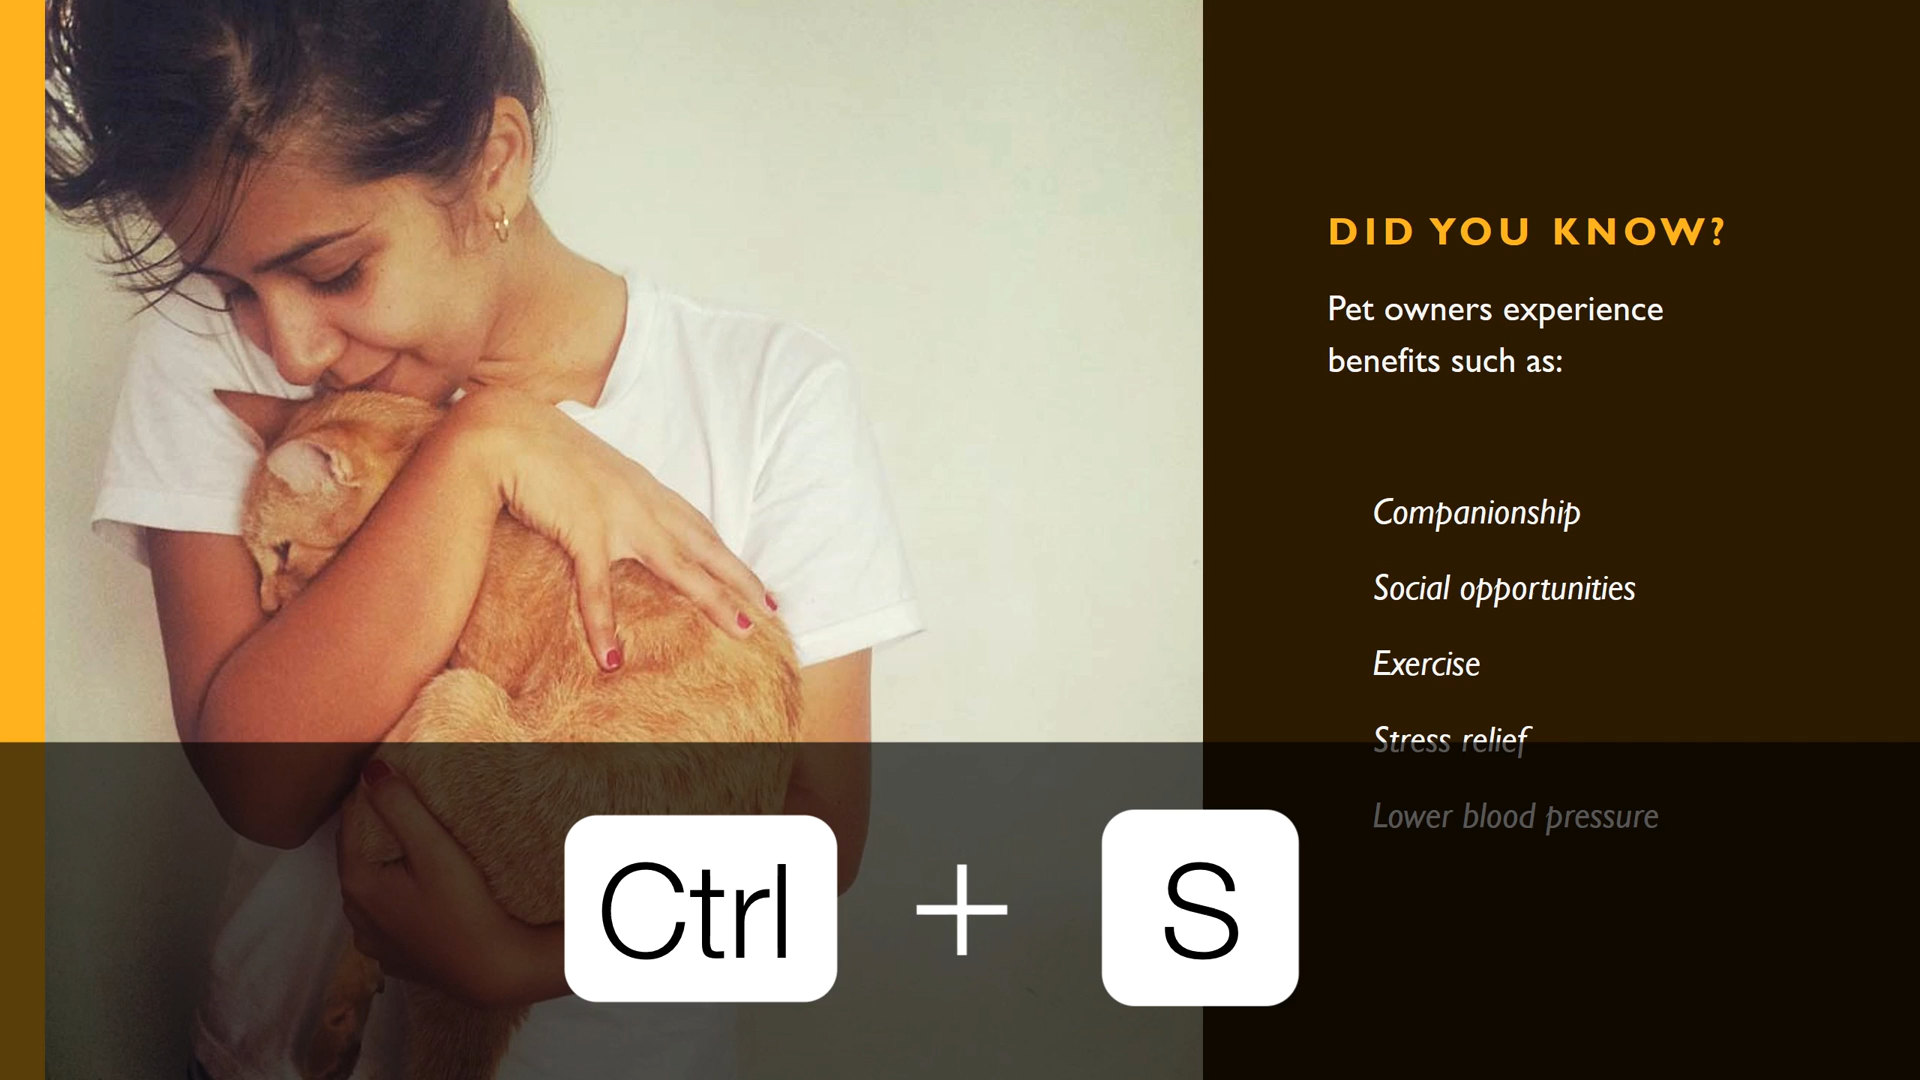 DID YOU KNOW?
Pet owners experience
benefits such as:
Companionship
Social opportunities
Exercise
Stress relief
Lower blood pressure
Ctrl + S